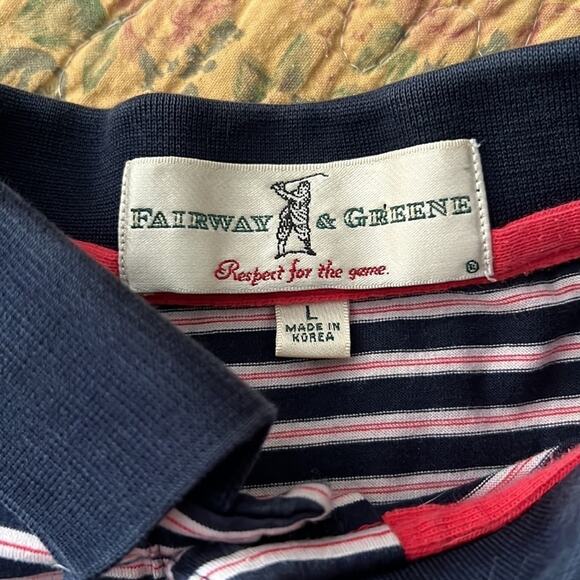 FAIRWAY & GREENE
Respect for the game.
®
L
MADE IN
KOREA